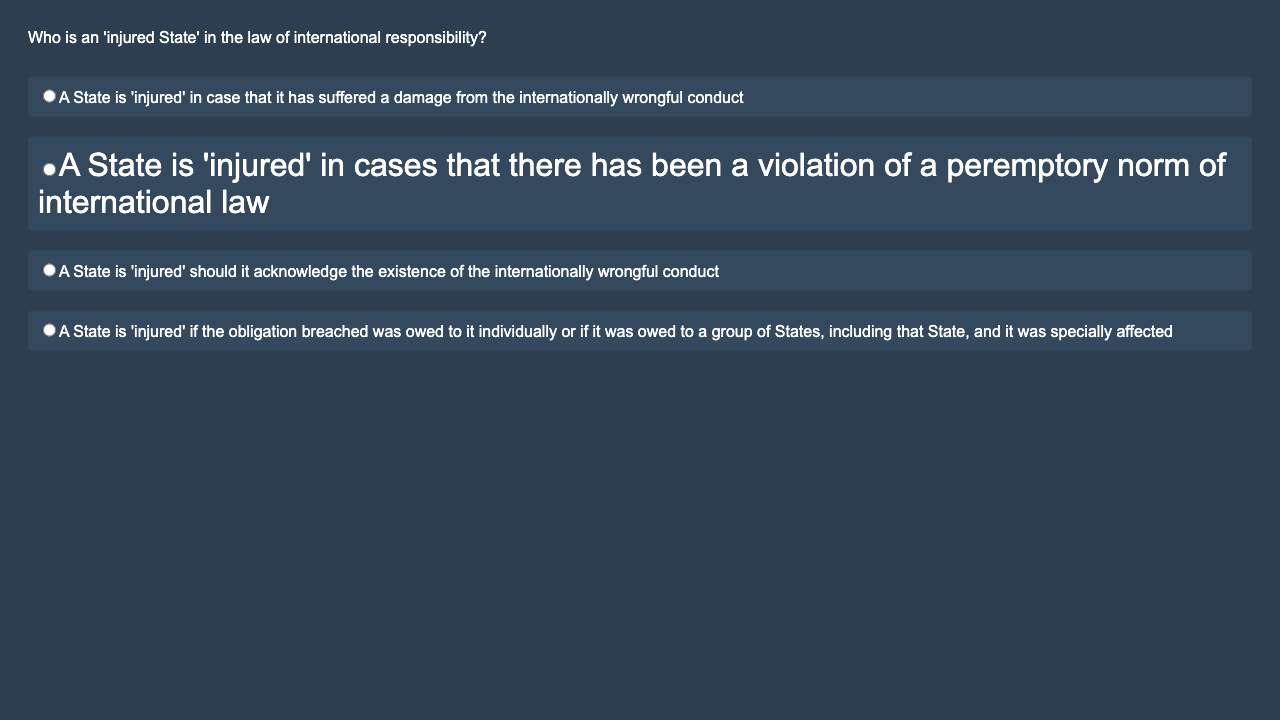 Who is an 'injured State' in the law of international responsibility?
A State is 'injured' in case that it has suffered a damage from the internationally wrongful conduct
A State is 'injured' in cases that there has been a violation of a peremptory norm of
international law
A State is 'injured' should it acknowledge the existence of the internationally wrongful conduct
A State is 'injured' if the obligation breached was owed to it individually or if it was owed to a group of States, including that State, and it was specially affected